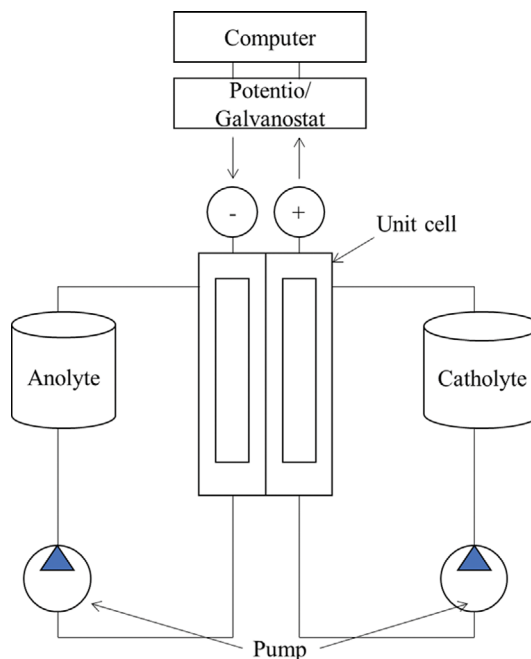 Computer
Potentio/
Galvanostat
-
+
Unit cell
Anolyte
Catholyte
Pump